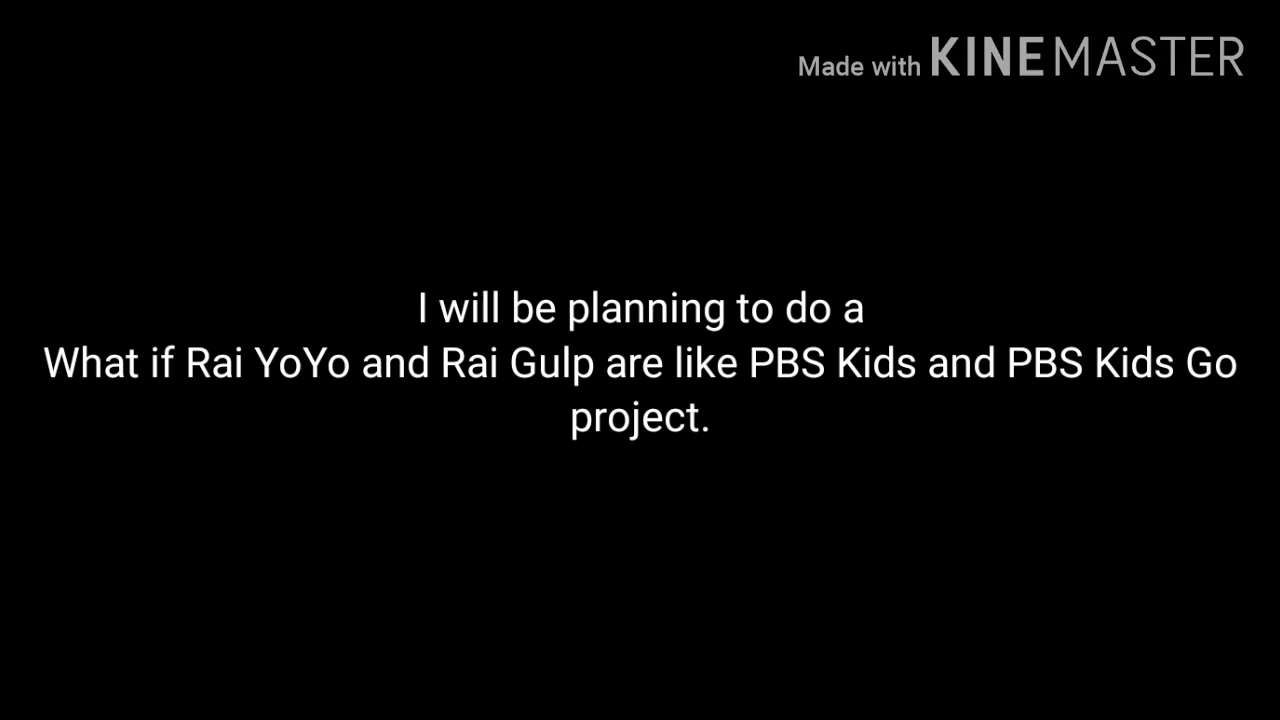 Made with KINEMASTER
I will be planning to do a
What if Rai YoYo and Rai Gulp are like PBS Kids and PBS Kids Go
project.